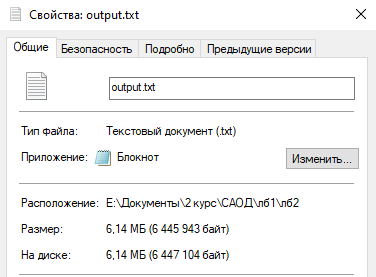 Свойства: output.txt
Общие Безопасность Подробно Предыдущие версии
output.txt
Тип файла: Текстовый документ (.txt)
Приложение: Блокнот Изменить...
Расположение: E:\Документы\2 курс\САОД\лб1\лб2
Размер: 6,14 МБ (6 445 943 байт)
На диске: 6,14 МБ (6 447 104 байт)